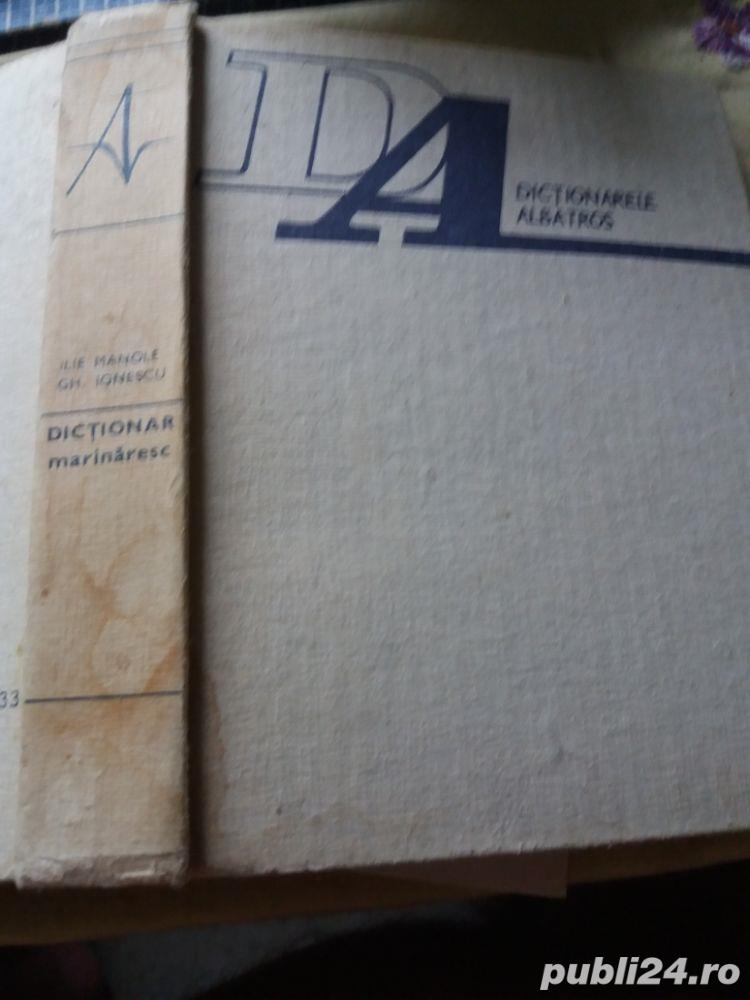 ILIE MANOLE
GH. IONESCU
DICȚIONAR
marinăresc
33
DA
DICȚIONARELE
ALBATROS
publi24.ro